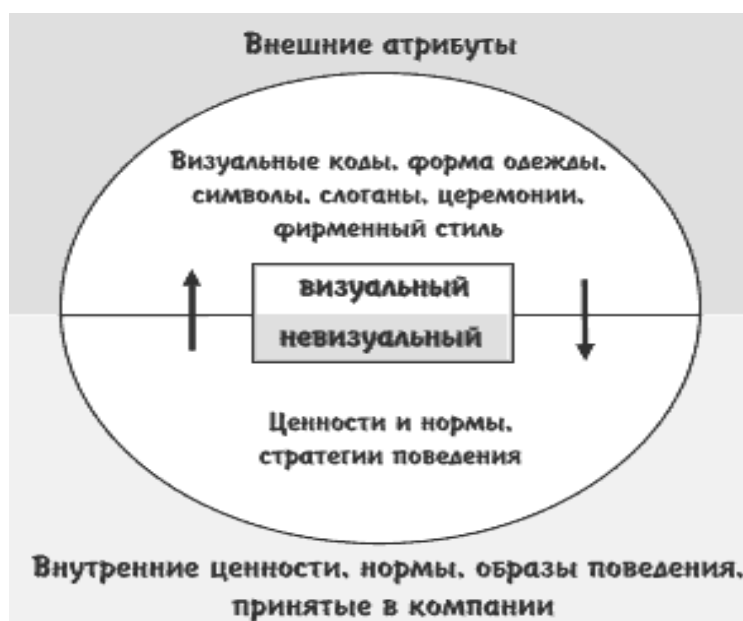 Внешние атрибуты
Визуальные коды, форма одежды,
символы, слоганы, церемонии,
фирменный стиль
визуальный
невизуальный
Ценности и нормы,
стратегии поведения
Внутренние ценности, нормы, образы поведения,
принятые в компании